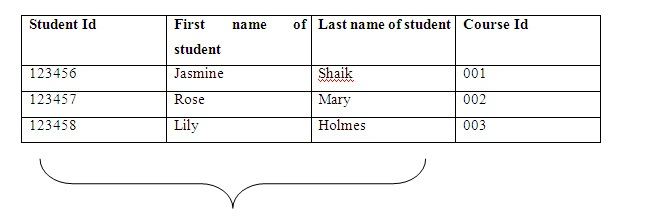 Student Id First name of student Last name of student Course Id
123456 Jasmine Shaik 001
123457 Rose Mary 002
123458 Lily Holmes 003